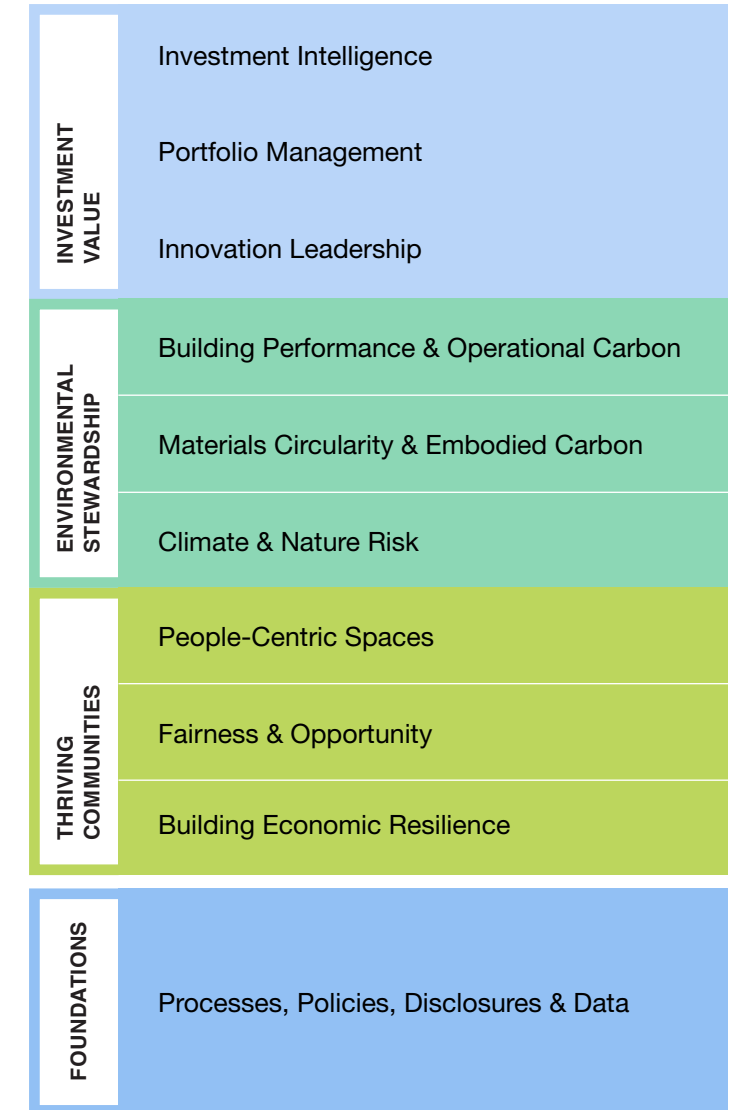 INVESTMENT
VALUE
Investment Intelligence
Portfolio Management
Innovation Leadership
ENVIRONMENTAL
STEWARDSHIP
Building Performance & Operational Carbon
Materials Circularity & Embodied Carbon
Climate & Nature Risk
THRIVING
COMMUNITIES
People-Centric Spaces
Fairness & Opportunity
Building Economic Resilience
FOUNDATIONS
Processes, Policies, Disclosures & Data